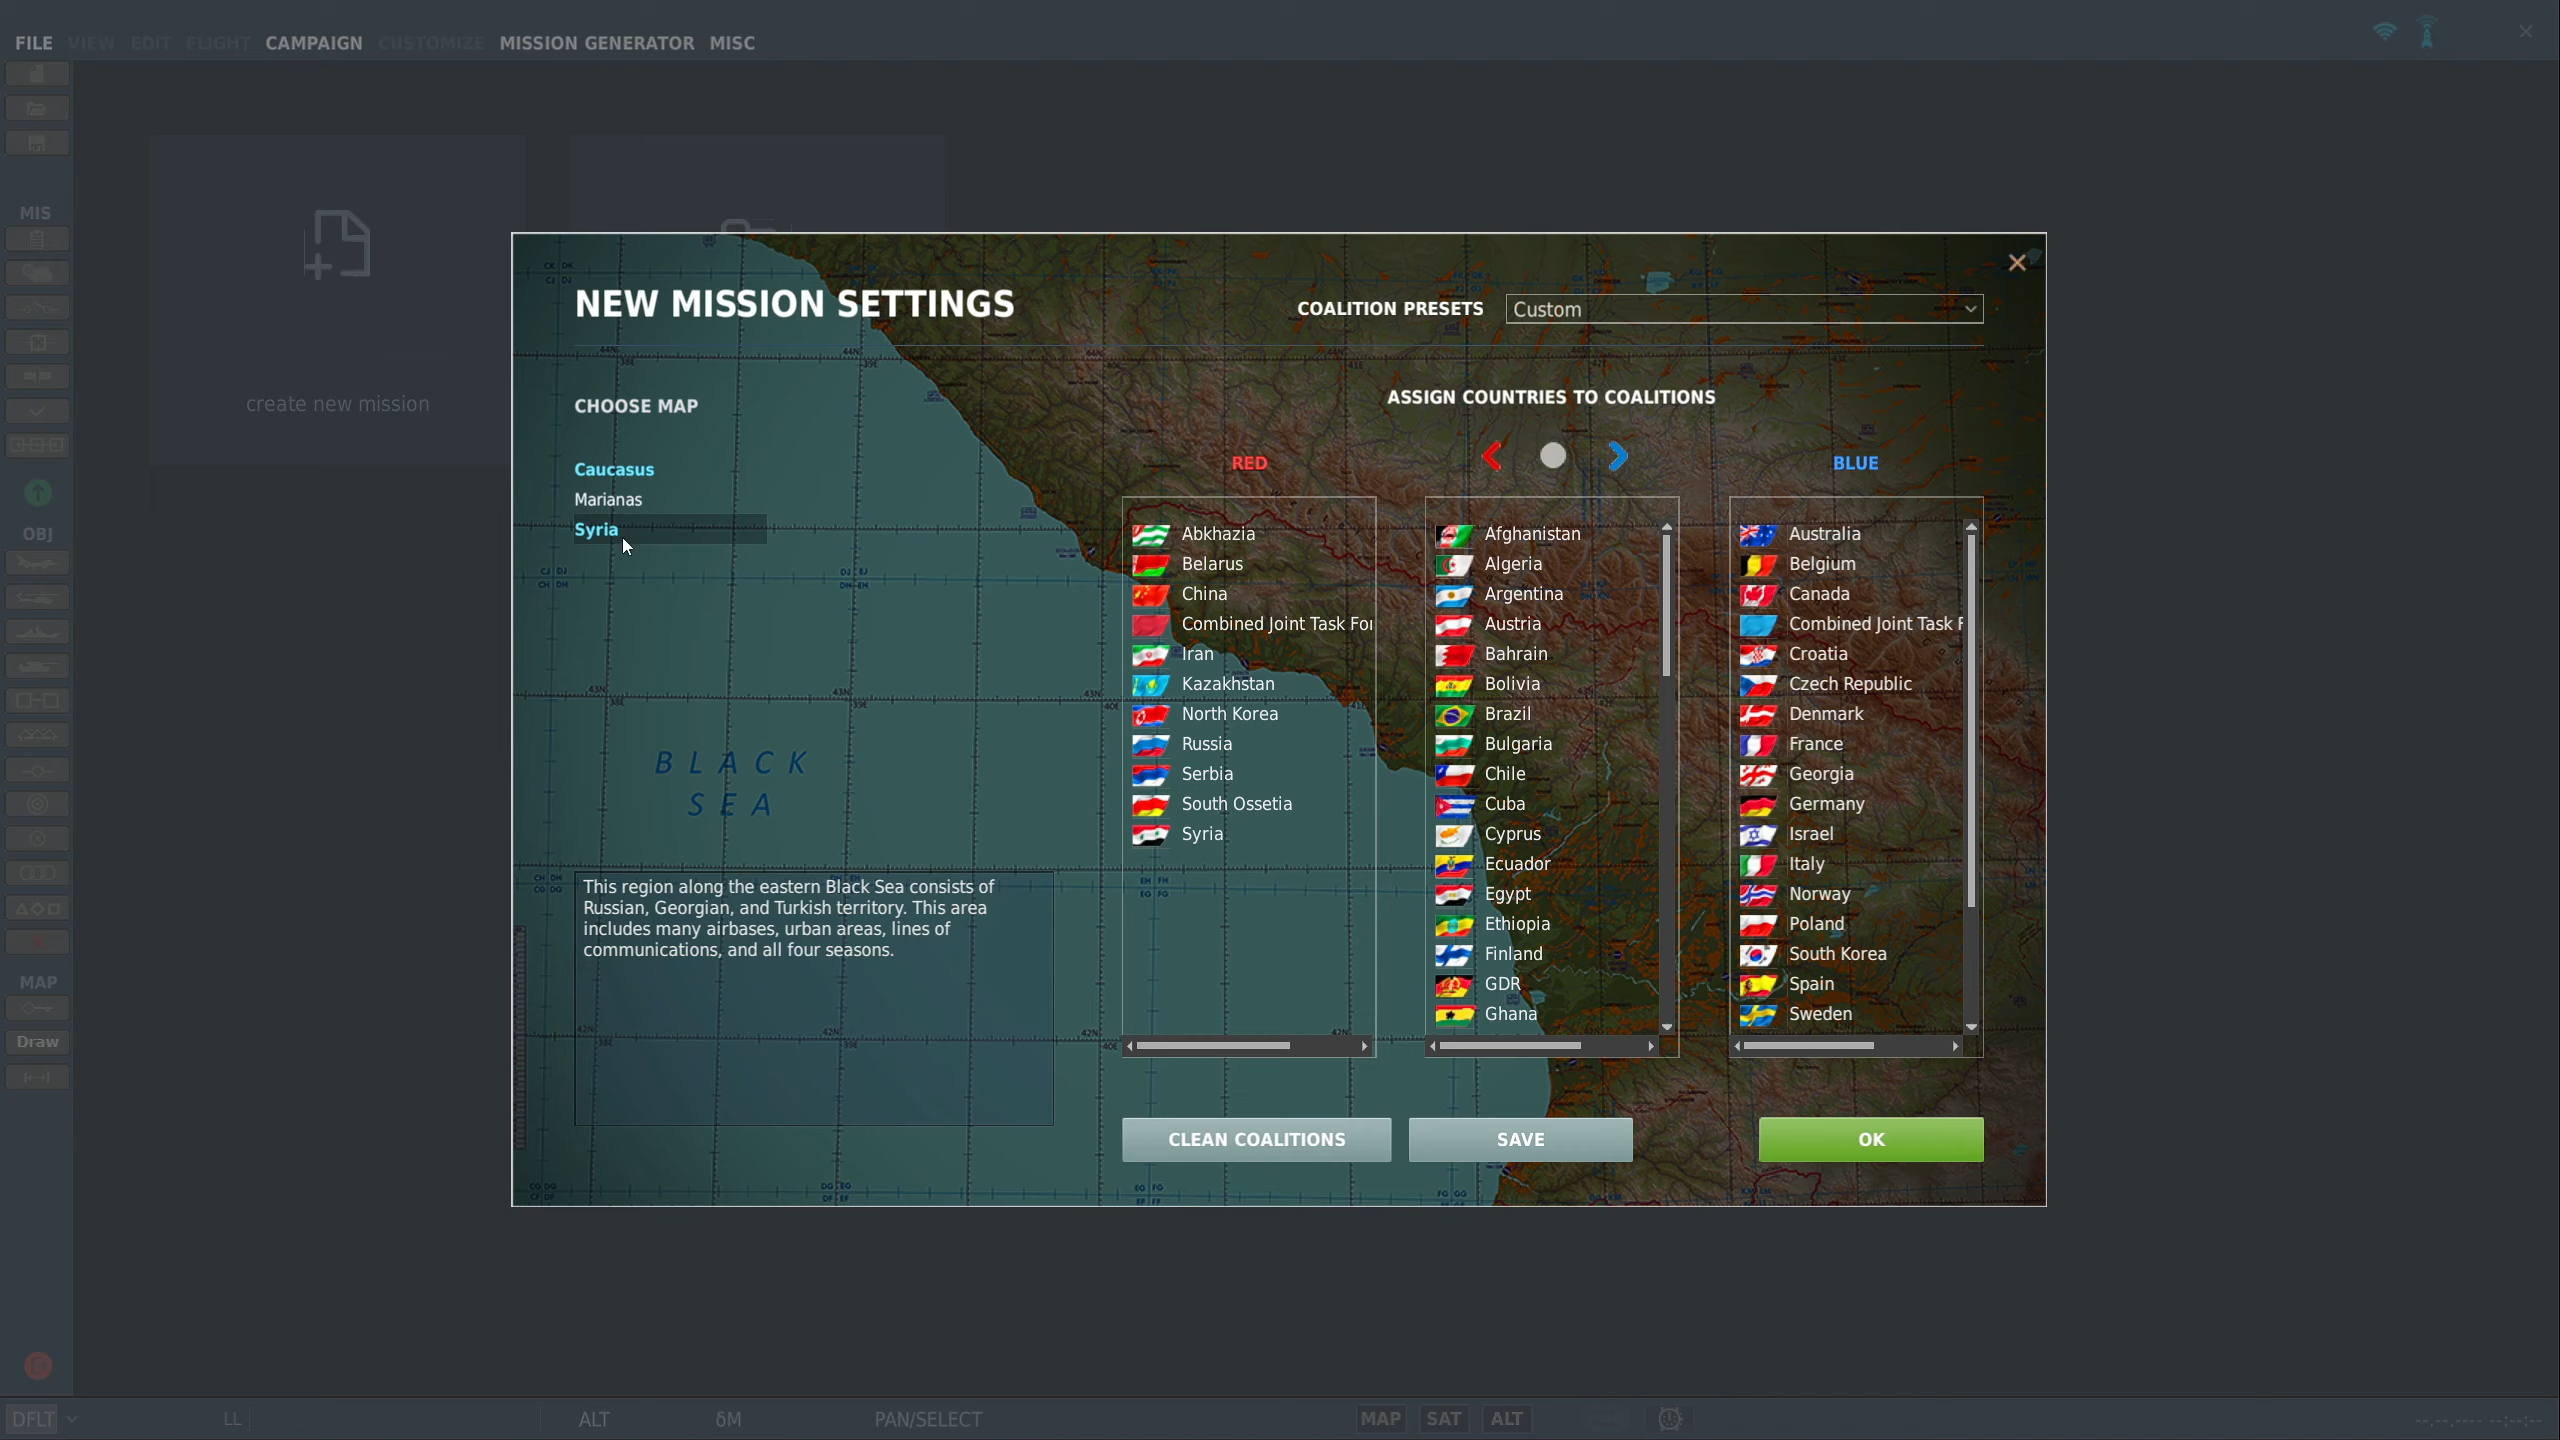 FILE VIEW EDIT FLIGHT CAMPAIGN CUSTOMIZE MISSION GENERATOR MISC
MIS
OBJ
MAP
Draw
create new mission
NEW MISSION SETTINGS
COALITION PRESETS Custom
CHOOSE MAP
Caucasus
Marianas
Syria
BLACK
SEA
This region along the eastern Black Sea consists of
Russian, Georgian, and Turkish territory. This area
includes many airbases, urban areas, lines of
communications, and all four seasons.
ASSIGN COUNTRIES TO COALITIONS
RED
Abkhazia
Belarus
China
Combined Joint Task For
Iran
Kazakhstan
North Korea
Russia
Serbia
South Ossetia
Syria
Afghanistan
Algeria
Argentina
Austria
Bahrain
Bolivia
Brazil
Bulgaria
Chile
Cuba
Cyprus
Ecuador
Egypt
Ethiopia
Finland
GDR
Ghana
BLUE
Australia
Belgium
Canada
Combined Joint Task F
Croatia
Czech Republic
Denmark
France
Georgia
Germany
Israel
Italy
Norway
Poland
South Korea
Spain
Sweden
CLEAN COALITIONS SAVE OK
DFLT LL ALT δM PAN/SELECT MAP SAT ALT --.--.---- --:--:--